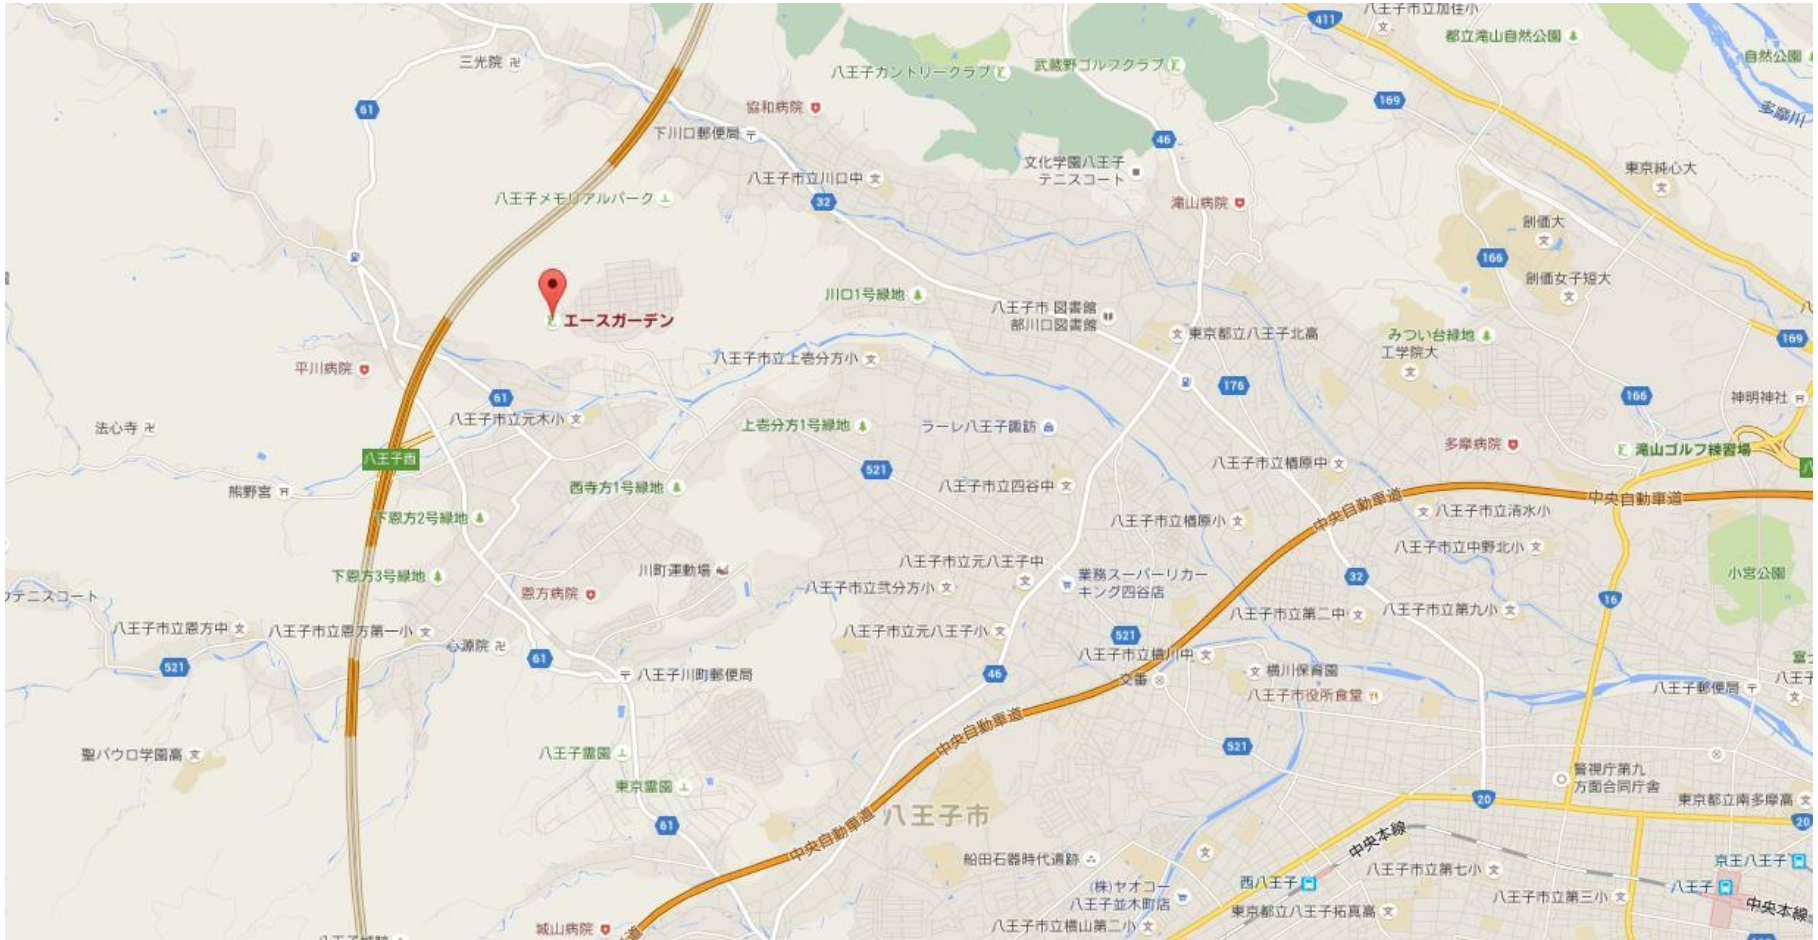 411
八王子市立加住小
都立滝山自然公園
自然公園
三光院
八王子カントリークラブ
武蔵野ゴルフクラブ
61
協和病院
169
多摩川
下川口郵便局
46
文化学園八王子
テニスコート
東京純心大
八王子市立川口中
八王子メモリアルパーク
32
滝山病院
創価大
166
創価女子短大
川口1号緑地
八王子市 図書館
部川口図書館
エースガーデン
東京都立八王子北高
みつい台緑地
工学院大
169
平川病院
八王子市立上壱分方小
176
166
神明神社
61
八王子市立元木小
法心寺
上壱分方1号緑地
ラーレ八王子諏訪
多摩病院
滝山ゴルフ練習場
八王子西
521
八王子市立楢原中
八
熊野宮
西寺方1号緑地
八王子市立四谷中
中央自動車道
中央自動車道
下恩方2号緑地
八王子市立楢原小
八王子市立清水小
八王子市立中野北小
下恩方3号緑地
川町運動場
八王子市立元八王子中
業務スーパーリカー
キング四谷店
32
小宮公園
テニスコート
恩方病院
八王子市立弐分方小
16
八王子市立第二中
八王子市立第九小
八王子市立恩方中
八王子市立恩方第一小
心源院
八王子市立元八王子小
521
八王子市立横川中
61
521
八王子川町郵便局
46
交番
横川保育園
八王子市役所食堂
八王子郵便局
中央自動車道
521
聖パウロ学園高
八王子霊園
東京霊園
警視庁第九
方面合同庁舎
20
東京都立南多摩高
20
61
八王子市
中央自動車道
中央本線
船田石器時代遺跡
京王八王子
八王子市立第七小
西八王子
八王子
(株)ヤオコー
八王子並木町店
八王子市立第三小
中央本線
東京都立八王子拓真高
城山病院
八王子市立横山第二小